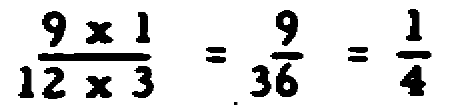 9 x 1 / 12 x 3 = 9 / 36 = 1 / 4